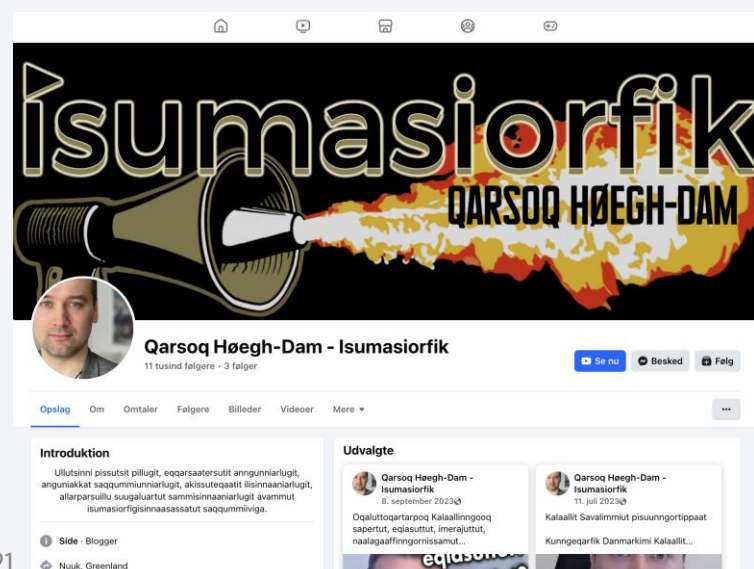 isumasiorfik
QARSOQ HØEGH-DAM
Qarsoq Høegh-Dam - Isumasiorfik
11 tusind følgere • 3 følger
Se nu
Besked
Følg
Opslag Om Omtaler Følgere Billeder Videoer Mere
Introduktion
Ullutsinni pissutsit pillugit, eqqarsaatersutit anngunniarlugit,
anguniakkat saqqummiunniarlugit, akissuteqaatit ilisinnaaniarlugit,
allarparsuillu suugaluartut sammisinnaaniarlugit avammut
isumasiorfigisinnaasassatut saqqummiiviga.
Side · Blogger
Nuuk, Greenland
Udvalgte
Qarsoq Høegh-Dam -
Isumasiorfik
8. september 2023
Oqaluttoqartarpoq Kalaallinngooq
sapertut, eqiasuttut, imerajuttut,
naalagaaffinngornissamut...
Qarsoq Høegh-Dam -
Isumasiorfik
11. juli 2023
Kalaallit Savalimmiut pisuunngortippaat
Kunngeqarfik Danmarkimi Kalaallit...
21